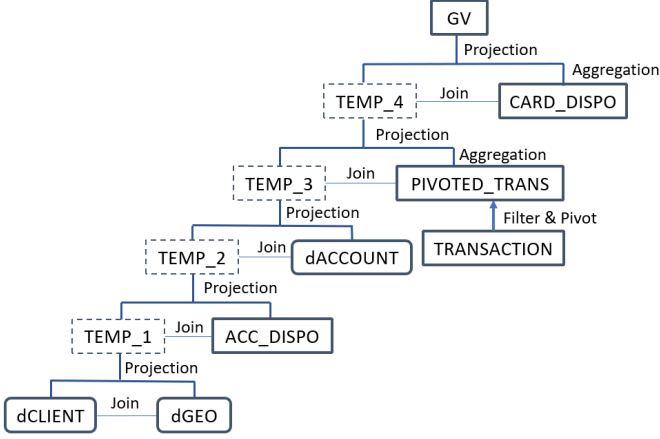 GV
Projection
Aggregation
TEMP_4
Join
CARD_DISPO
Projection
Aggregation
TEMP_3
Join
PIVOTED_TRANS
Projection
Filter & Pivot
TEMP_2
Join
dACCOUNT
TRANSACTION
Projection
TEMP_1
Join
ACC_DISPO
Projection
dCLIENT
Join
dGEO